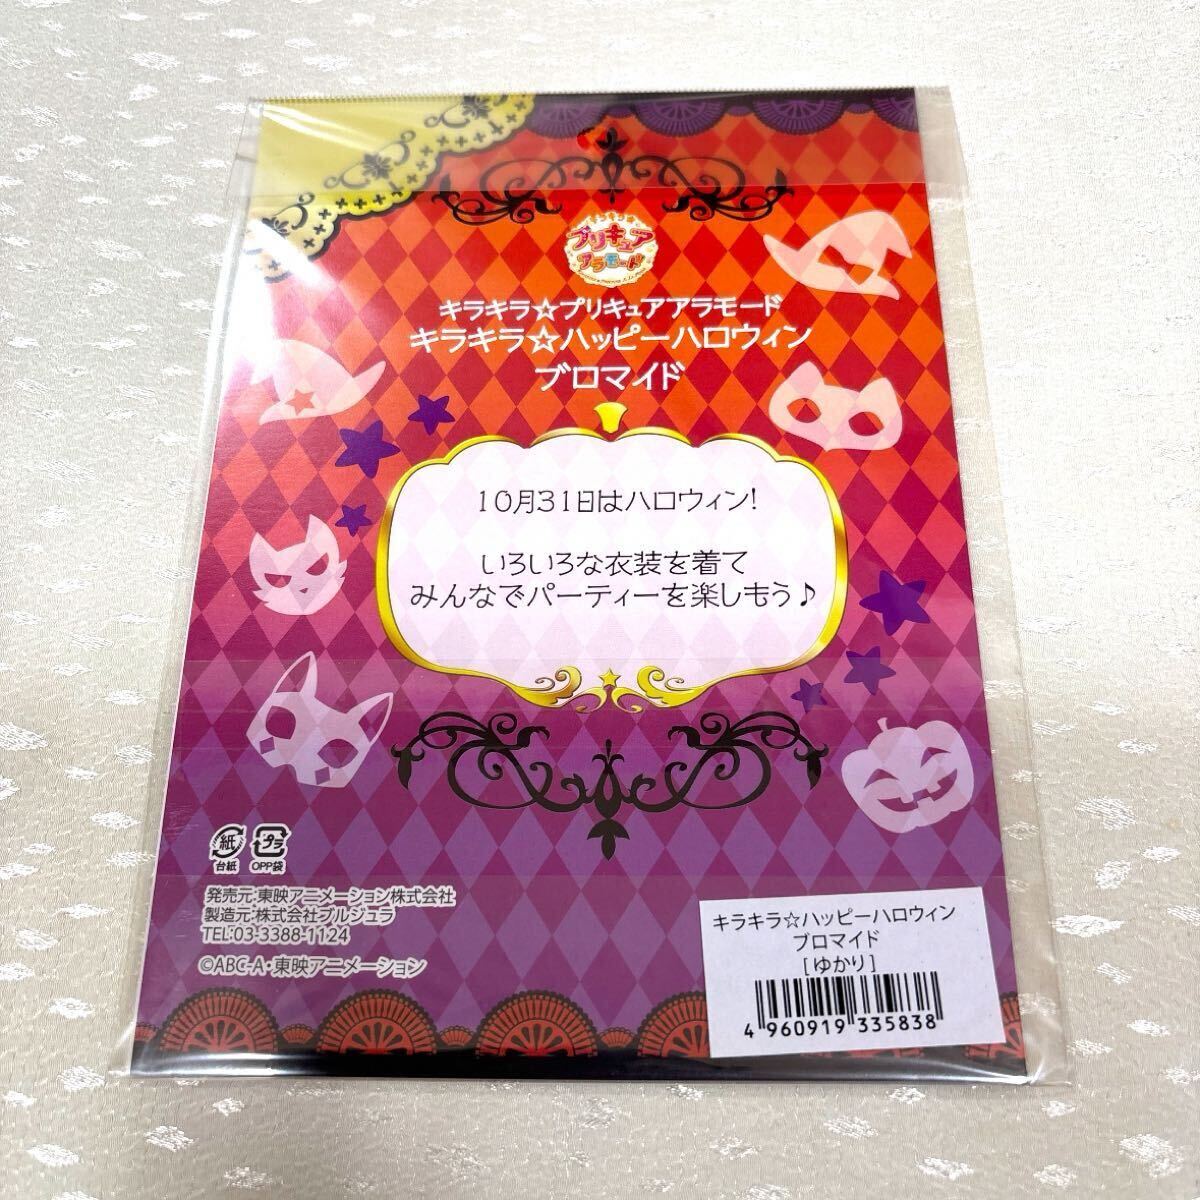 プリキュア
アラモード
キラキラ☆プリキュアアラモード
キラキラ☆ハッピーハロウィン
ブロマイド
10月31日はハロウィン!
いろいろな衣装を着て
みんなでパーティーを楽しもう♪
紙
台紙
プラ
OPP袋
発売元:東映アニメーション株式会社
製造元:株式会社ブルジュラ
TEL:03-3388-1124
©ABC-A・東映アニメーション
キラキラ☆ハッピーハロウィン
ブロマイド
[ゆかり]
4 960919 335838